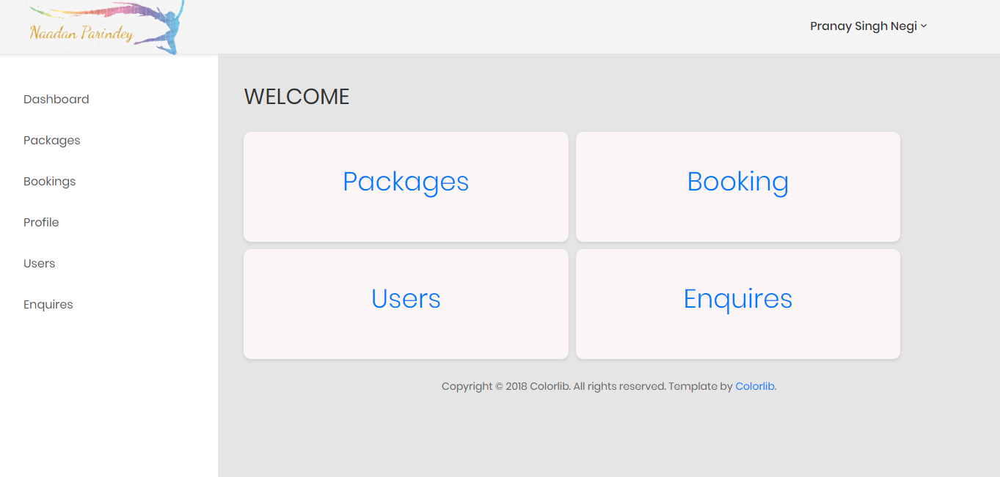 Naadan Parindey
Pranay Singh Negi
Dashboard
Packages
Bookings
Profile
Users
Enquires
WELCOME
Packages
Booking
Users
Enquires
Copyright © 2018 Colorlib. All rights reserved. Template by Colorlib.